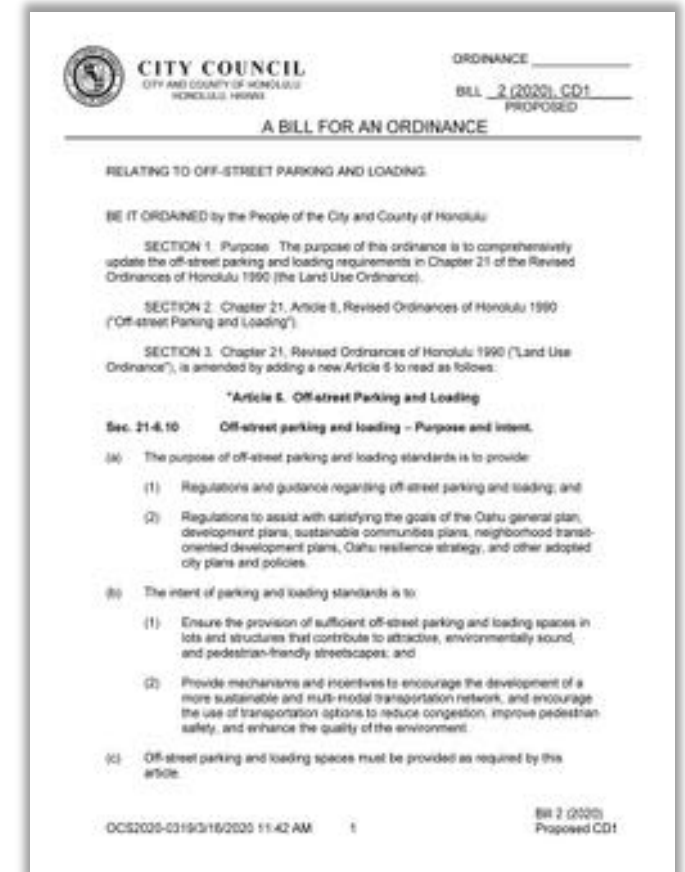 CITY COUNCIL
CITY AND COUNTY OF HONOLULU
HONOLULU, HAWAII
ORDINANCE
BILL 2 (2020), CD1
PROPOSED
A BILL FOR AN ORDINANCE
RELATING TO OFF-STREET PARKING AND LOADING.
BE IT ORDAINED by the People of the City and County of Honolulu:
SECTION 1. Purpose. The purpose of this ordinance is to comprehensively
update the off-street parking and loading requirements in Chapter 21 of the Revised
Ordinances of Honolulu 1990 (the Land Use Ordinance).
SECTION 2. Chapter 21, Article 6, Revised Ordinances of Honolulu 1990
("Off-street Parking and Loading").
SECTION 3. Chapter 21, Revised Ordinances of Honolulu 1990 ("Land Use
Ordinance"), is amended by adding a new Article 6 to read as follows:
"Article 6. Off-street Parking and Loading
Sec. 21-6.10 Off-street parking and loading – Purpose and intent.
(a) The purpose of off-street parking and loading standards is to provide:
(1) Regulations and guidance regarding off-street parking and loading; and
(2) Regulations to assist with satisfying the goals of the Oahu general plan,
development plans, sustainable communities plans, neighborhood transit-
oriented development plans, Oahu resilience strategy, and other adopted
city plans and policies.
(b) The intent of parking and loading standards is to:
(1) Ensure the provision of sufficient off-street parking and loading spaces in
lots and structures that contribute to attractive, environmentally sound,
and pedestrian-friendly streetscapes; and
(2) Provide mechanisms and incentives to encourage the development of a
more sustainable and multi-modal transportation network, and encourage
the use of transportation options to reduce congestion, improve pedestrian
safety, and enhance the quality of the environment.
(c) Off-street parking and loading spaces must be provided as required by this
article.
OCS2020-0319/3/16/2020 11:42 AM 1
Bill 2 (2020)
Proposed CD1